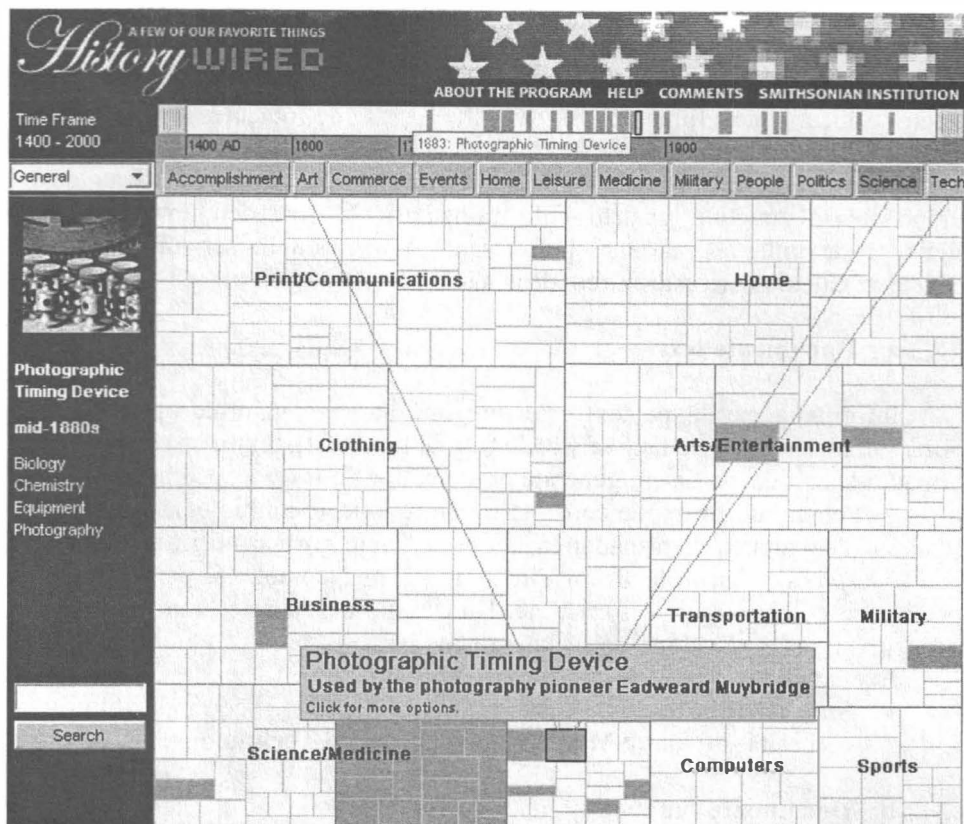 A FEW OF OUR FAVORITE THINGS
History WIRED
ABOUT THE PROGRAM HELP COMMENTS SMITHSONIAN INSTITUTION
Time Frame
1400 - 2000
1400 AD 1600 1883: Photographic Timing Device 1900
General
Accomplishment Art Commerce Events Home Leisure Medicine Military People Politics Science Tech
Print/Communications Home
Photographic
Timing Device
mid-1880s
Biology
Chemistry
Equipment
Photography
Clothing Arts/Entertainment
Business Transportation Military
Photographic Timing Device
Used by the photography pioneer Eadweard Muybridge
Click for more options.
Search
Science/Medicine Computers Sports